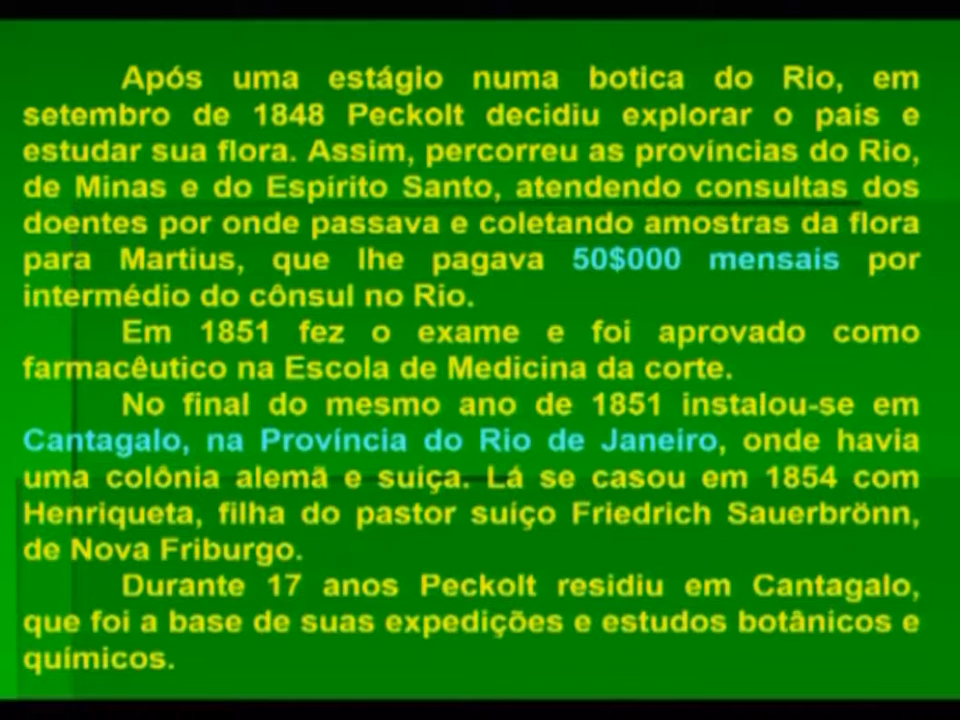 Após uma estágio numa botica do Rio, em
setembro de 1848 Peckolt decidiu explorar o país e
estudar sua flora. Assim, percorreu as províncias do Rio,
de Minas e do Espírito Santo, atendendo consultas dos
doentes por onde passava e coletando amostras da flora
para Martius, que lhe pagava 50$000 mensais por
intermédio do cônsul no Rio.
Em 1851 fez o exame e foi aprovado como
farmacêutico na Escola de Medicina da corte.
No final do mesmo ano de 1851 instalou-se em
Cantagalo, na Província do Rio de Janeiro, onde havia
uma colônia alemã e suíça. Lá se casou em 1854 com
Henriqueta, filha do pastor suíço Friedrich Sauerbrönn,
de Nova Friburgo.
Durante 17 anos Peckolt residiu em Cantagalo,
que foi a base de suas expedições e estudos botânicos e
químicos.